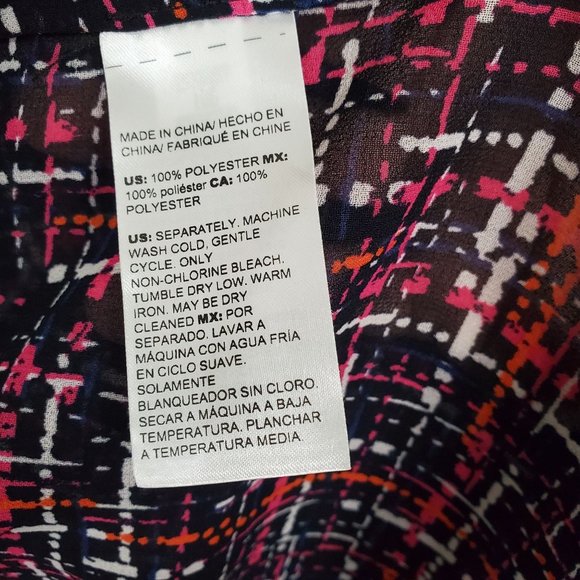 MADE IN CHINA/ HECHO EN
CHINA/ FABRIQUÉ EN CHINE
US: 100% POLYESTER MX:
100% poliéster CA: 100%
POLYESTER
US: SEPARATELY, MACHINE
WASH COLD, GENTLE
CYCLE. ONLY
NON-CHLORINE BLEACH.
TUMBLE DRY LOW. WARM
IRON. MAY BE DRY
CLEANED MX: POR
SEPARADO. LAVAR A
MÁQUINA CON AGUA FRÍA
EN CICLO SUAVE.
SOLAMENTE
BLANQUEADOR SIN CLORO.
SECAR A MÁQUINA A BAJA
TEMPERATURA. PLANCHAR
A TEMPERATURA MEDIA.